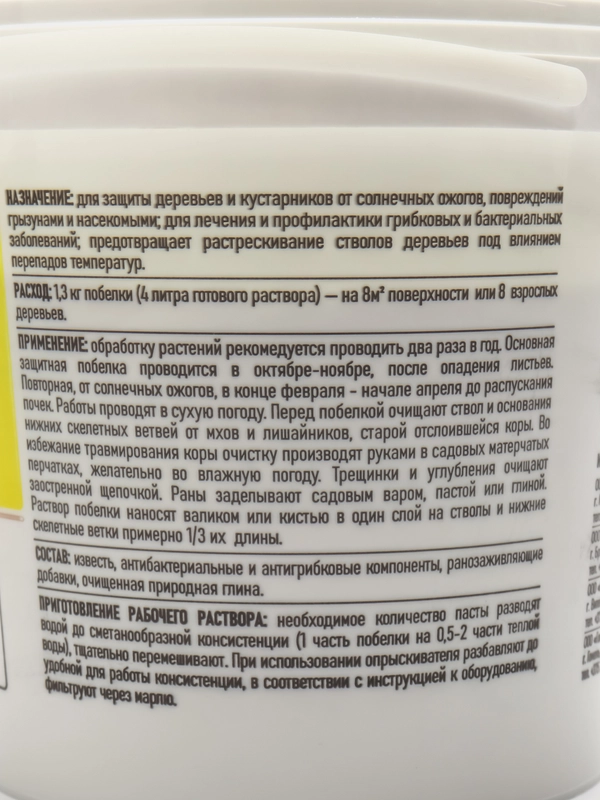 НАЗНАЧЕНИЕ: для защиты деревьев и кустарников от солнечных ожогов, повреждений
грызунами и насекомыми; для лечения и профилактики грибковых и бактериальных
заболеваний; предотвращает растрескивание стволов деревьев под влиянием
перепадов температур.
РАСХОД: 1,3 кг побелки (4 литра готового раствора) — на 8м² поверхности или 8 взрослых
деревьев.
ПРИМЕНЕНИЕ: обработку растений рекомедуется проводить два раза в год. Основная
защитная побелка проводится в октябре-ноябре, после опадения листьев.
Повторная, от солнечных ожогов, в конце февраля - начале апреля до распускания
почек. Работы проводят в сухую погоду. Перед побелкой очищают ствол и основания
нижних скелетных ветвей от мхов и лишайников, старой отслоившейся коры. Во
избежание травмирования коры очистку производят руками в садовых матерчатых
перчатках, желательно во влажную погоду. Трещинки и углубления очищают
заостренной щепочкой. Раны заделывают садовым варом, пастой или глиной.
Раствор побелки наносят валиком или кистью в один слой на стволы и нижние
скелетные ветки примерно 1/3 их длины.
СОСТАВ: известь, антибактериальные и антигрибковые компоненты, ранозаживляющие
добавки, очищенная природная глина.
ПРИГОТОВЛЕНИЕ РАБОЧЕГО РАСТВОРА: необходимое количество пасты разводят
водой до сметанообразной консистенции (1 часть побелки на 0,5-2 части теплой
воды), тщательно перемешивают. При использовании опрыскивателя разбавляют до
удобной для работы консистенции, в соответствии с инструкцией к оборудованию,
фильтруют через марлю.